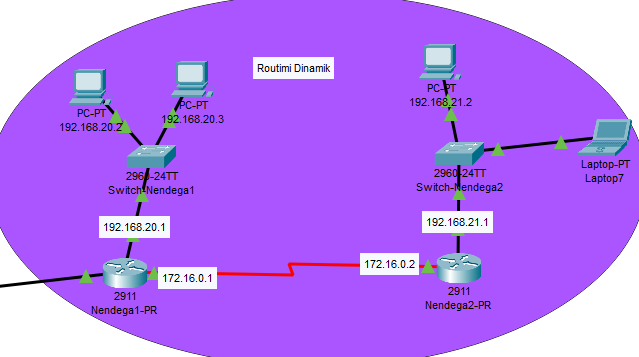 Routimi Dinamik
PC-PT
192.168.20.2
PC-PT
192.168.20.3
PC-PT
192.168.21.2
2960-24TT
Switch-Nendega1
2960-24TT
Switch-Nendega2
Laptop-PT
Laptop7
192.168.20.1
192.168.21.1
172.16.0.1
172.16.0.2
2911
Nendega1-PR
2911
Nendega2-PR